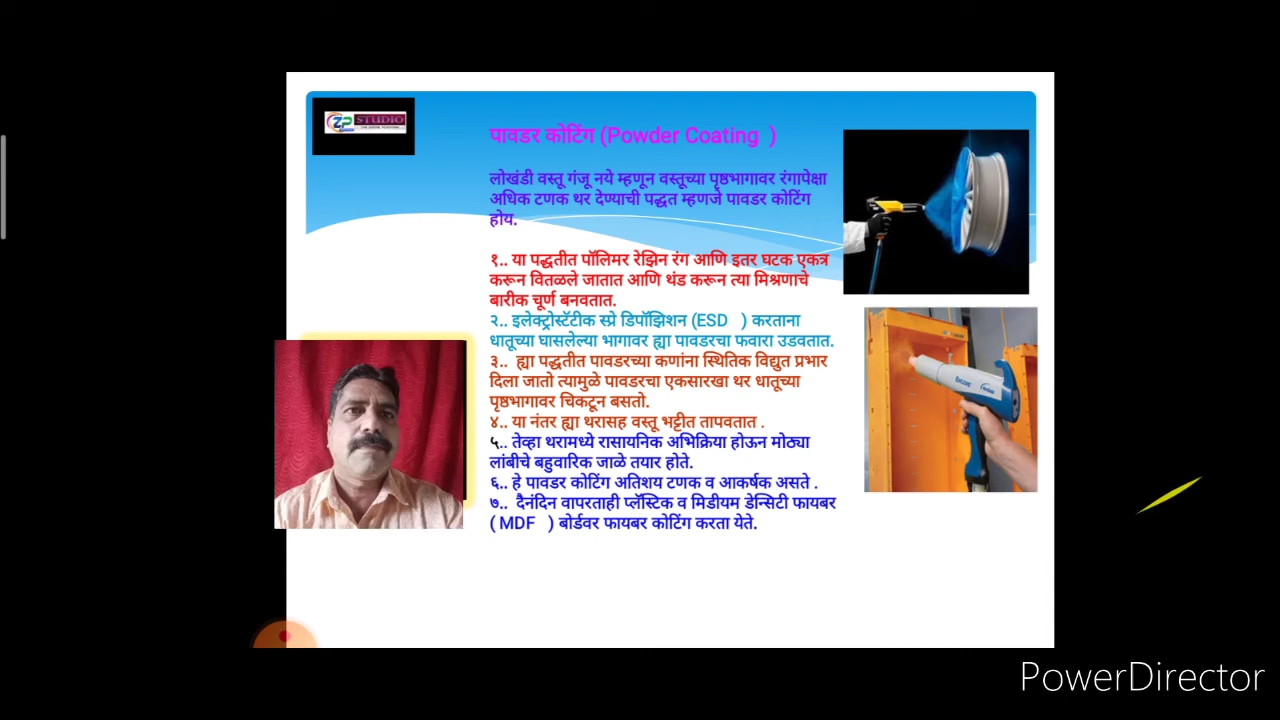 ZP STUDIO
पावडर कोटिंग (Powder Coating )
लोखंडी वस्तू गंजू नये म्हणून वस्तूच्या पृष्ठभागावर रंगापेक्षा
अधिक टणक थर देण्याची पद्धत म्हणजे पावडर कोटिंग
होय.
१.. या पद्धतीत पॉलिमर रेझिन रंग आणि इतर घटक एकत्र
करून वितळले जातात आणि थंड करून त्या मिश्रणाचे
बारीक चूर्ण बनवतात.
२.. इलेक्ट्रोस्टॅटीक स्प्रे डिपॉझिशन (ESD ) करताना
धातूच्या घासलेल्या भागावर ह्या पावडरचा फवारा उडवतात.
३.. ह्या पद्धतीत पावडरच्या कणांना स्थितिक विद्युत प्रभार
दिला जातो त्यामुळे पावडरचा एकसारखा थर धातूच्या
पृष्ठभागावर चिकटून बसतो.
४.. या नंतर ह्या थरासह वस्तू भट्टीत तापवतात .
५.. तेव्हा थरामध्ये रासायनिक अभिक्रिया होऊन मोठ्या
लांबीचे बहुवारिक जाळे तयार होते.
६.. हे पावडर कोटिंग अतिशय टणक व आकर्षक असते .
७.. दैनंदिन वापरताही प्लॅस्टिक व मिडीयम डेन्सिटी फायबर
( MDF ) बोर्डवर फायबर कोटिंग करता येते.
PowerDirector